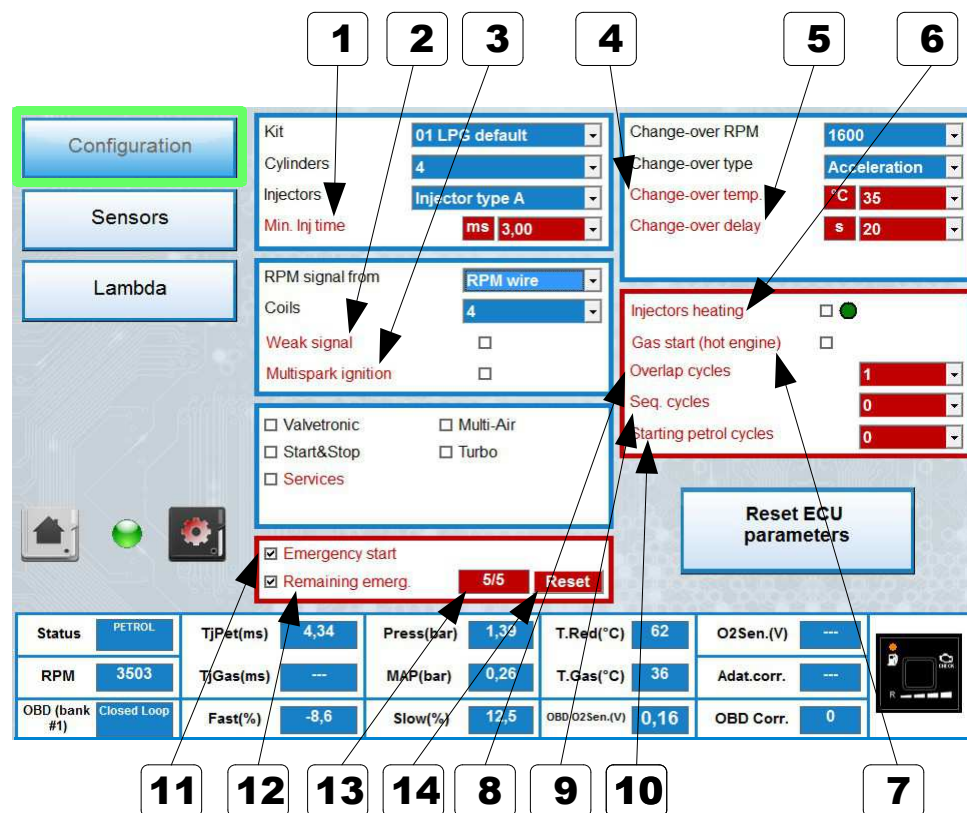 1 2 3 4 5 6
Configuration
Sensors
Lambda
Kit 01 LPG default
Cylinders 4
Injectors Injector type A
Min. Inj time ms 3,00
RPM signal from RPM wire
Coils 4
Weak signal
Multispark ignition
Valvetronic Multi-Air
Start&Stop Turbo
Services
Emergency start
Remaining emerg. 5/5 Reset
Change-over RPM 1600
Change-over type Acceleration
Change-over temp. °C 35
Change-over delay s 20
Injectors heating
Gas start (hot engine)
Overlap cycles 1
Seq. cycles 0
Starting petrol cycles 0
Reset ECU
parameters
Status PETROL TjPet(ms) 4,34 Press(bar) 1,39 T.Red(°C) 62 O2Sen.(V) ---
RPM 3503 TjGas(ms) --- MAP(bar) 0,26 T.Gas(°C) 36 Adat.corr. ---
OBD (bank #1) Closed Loop Fast(%) -8,6 Slow(%) 12,5 OBD O2Sen.(V) 0,16 OBD Corr. 0
CHECK
R
11 12 13 14 8 9 10 7